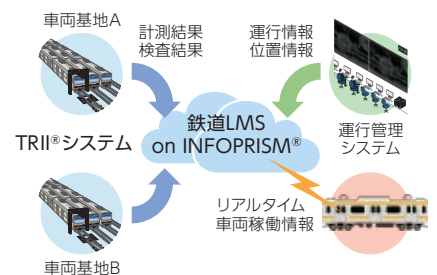 車両基地A
計測結果
検査結果
運行情報
位置情報
TRII®システム
鉄道LMS
on INFOPRISM®
運行管理
システム
リアルタイム
車両稼働情報
車両基地B